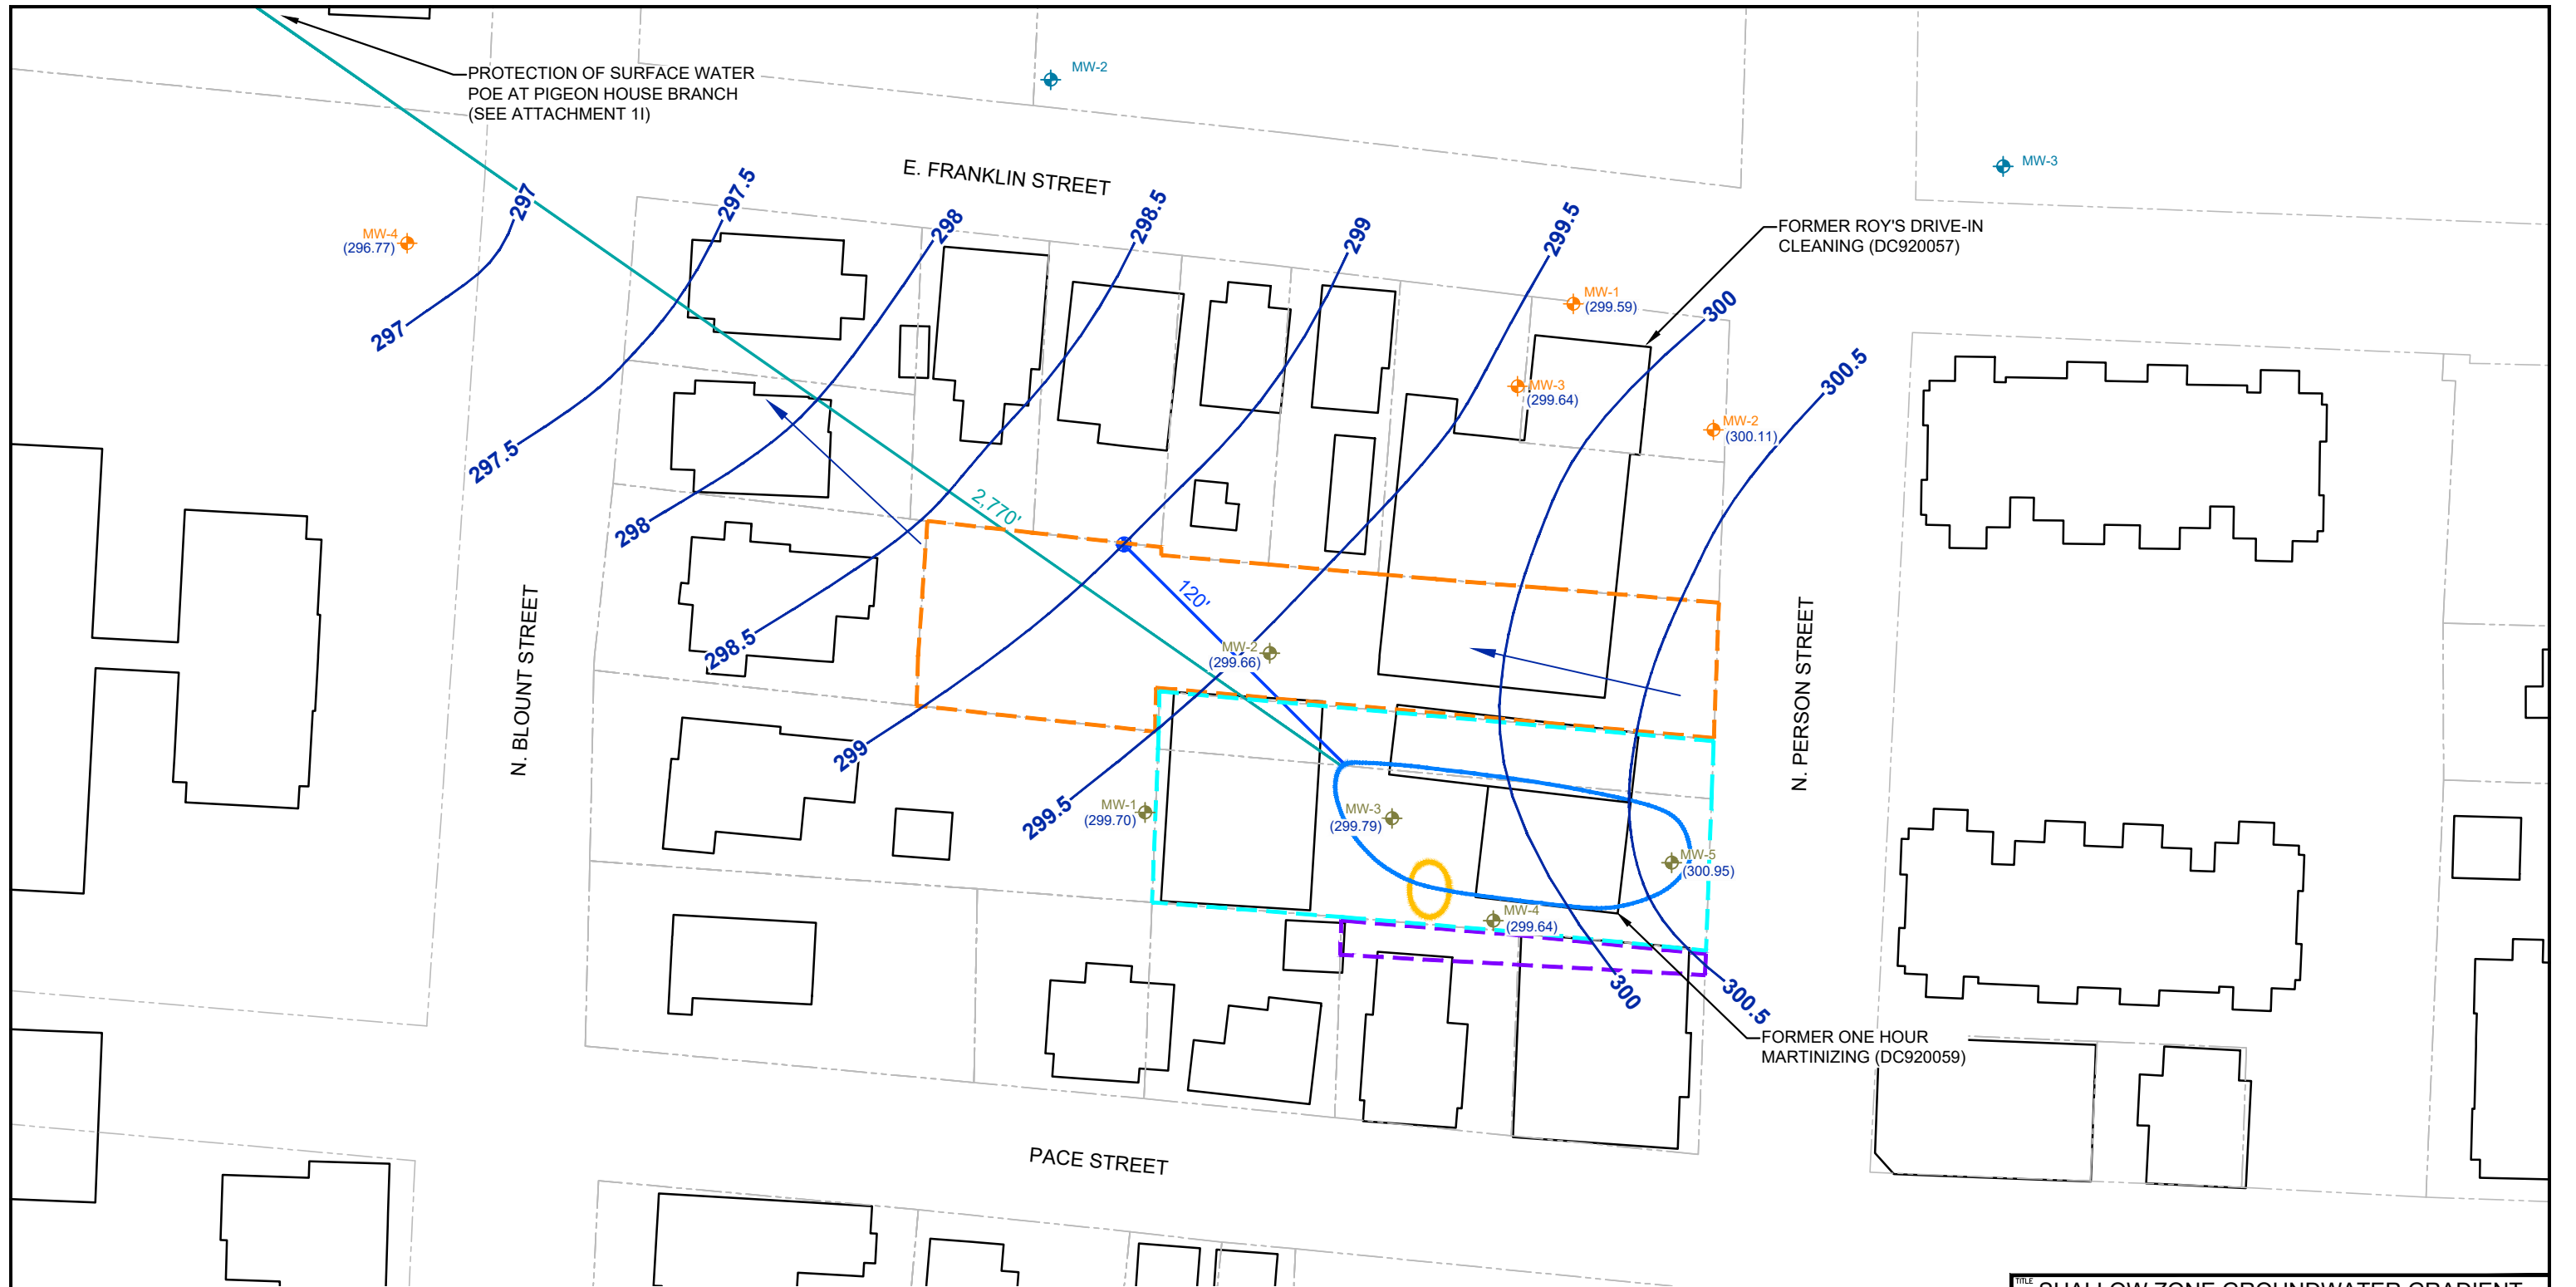 PROTECTION OF SURFACE WATER
POE AT PIGEON HOUSE BRANCH
(SEE ATTACHMENT 1I)
MW-2
MW-3
E. FRANKLIN STREET
297
297.5
298
298.5
299
299.5
MW-4
(296.77)
297
FORMER ROY'S DRIVE-IN
CLEANING (DC920057)
MW-1
(299.59)
300
300.5
MW-3
(299.64)
MW-2
(300.11)
297.5
298
2,770'
120'
298.5
MW-2
(299.66)
N. BLOUNT STREET
N. PERSON STREET
299
299.5
MW-1
(299.70)
MW-3
(299.79)
MW-5
(300.95)
MW-4
(299.64)
300
300.5
FORMER ONE HOUR
MARTINIZING (DC920059)
PACE STREET
TITLE
SHALLOW ZONE GROUNDWATER GRADIENT